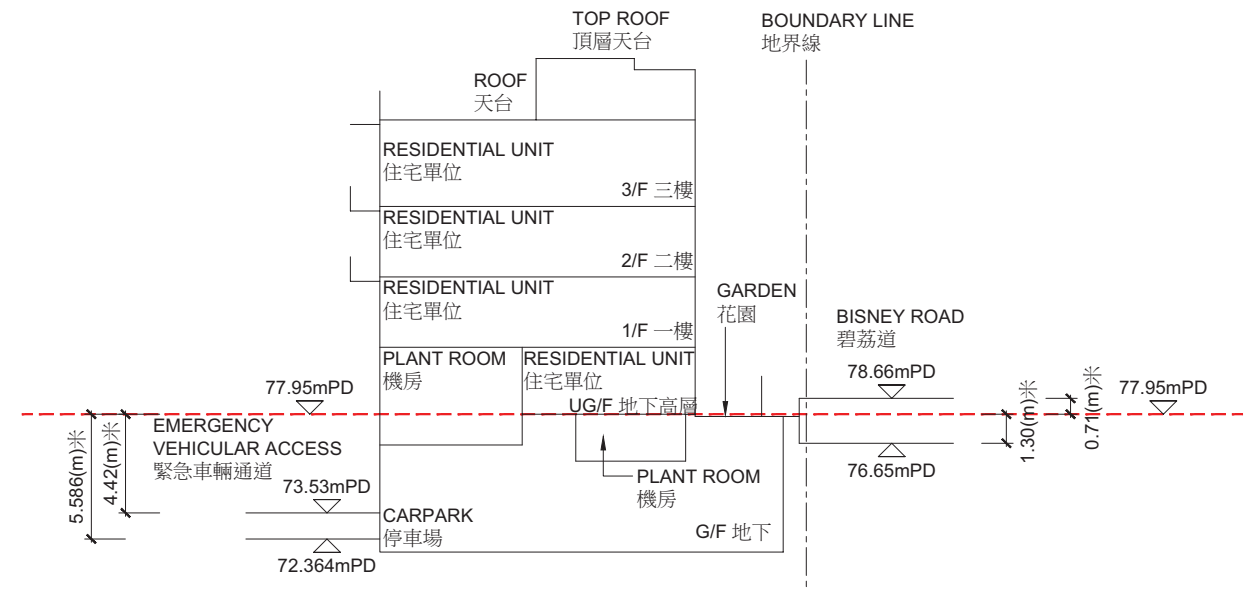 TOP ROOF
頂層天台
BOUNDARY LINE
地界線
ROOF
天台
RESIDENTIAL UNIT
住宅單位
3/F 三樓
RESIDENTIAL UNIT
住宅單位
2/F 二樓
RESIDENTIAL UNIT
住宅單位
1/F 一樓
GARDEN
花園
BISNEY ROAD
碧荔道
PLANT ROOM
機房
RESIDENTIAL UNIT
住宅單位
UG/F 地下高層
77.95mPD
78.66mPD
77.95mPD
0.71(m)米
1.30(m)米
76.65mPD
EMERGENCY
VEHICULAR ACCESS
緊急車輛通道
4.42(m)米
5.586(m)米
73.53mPD
PLANT ROOM
機房
CARPARK
停車場
G/F 地下
72.364mPD